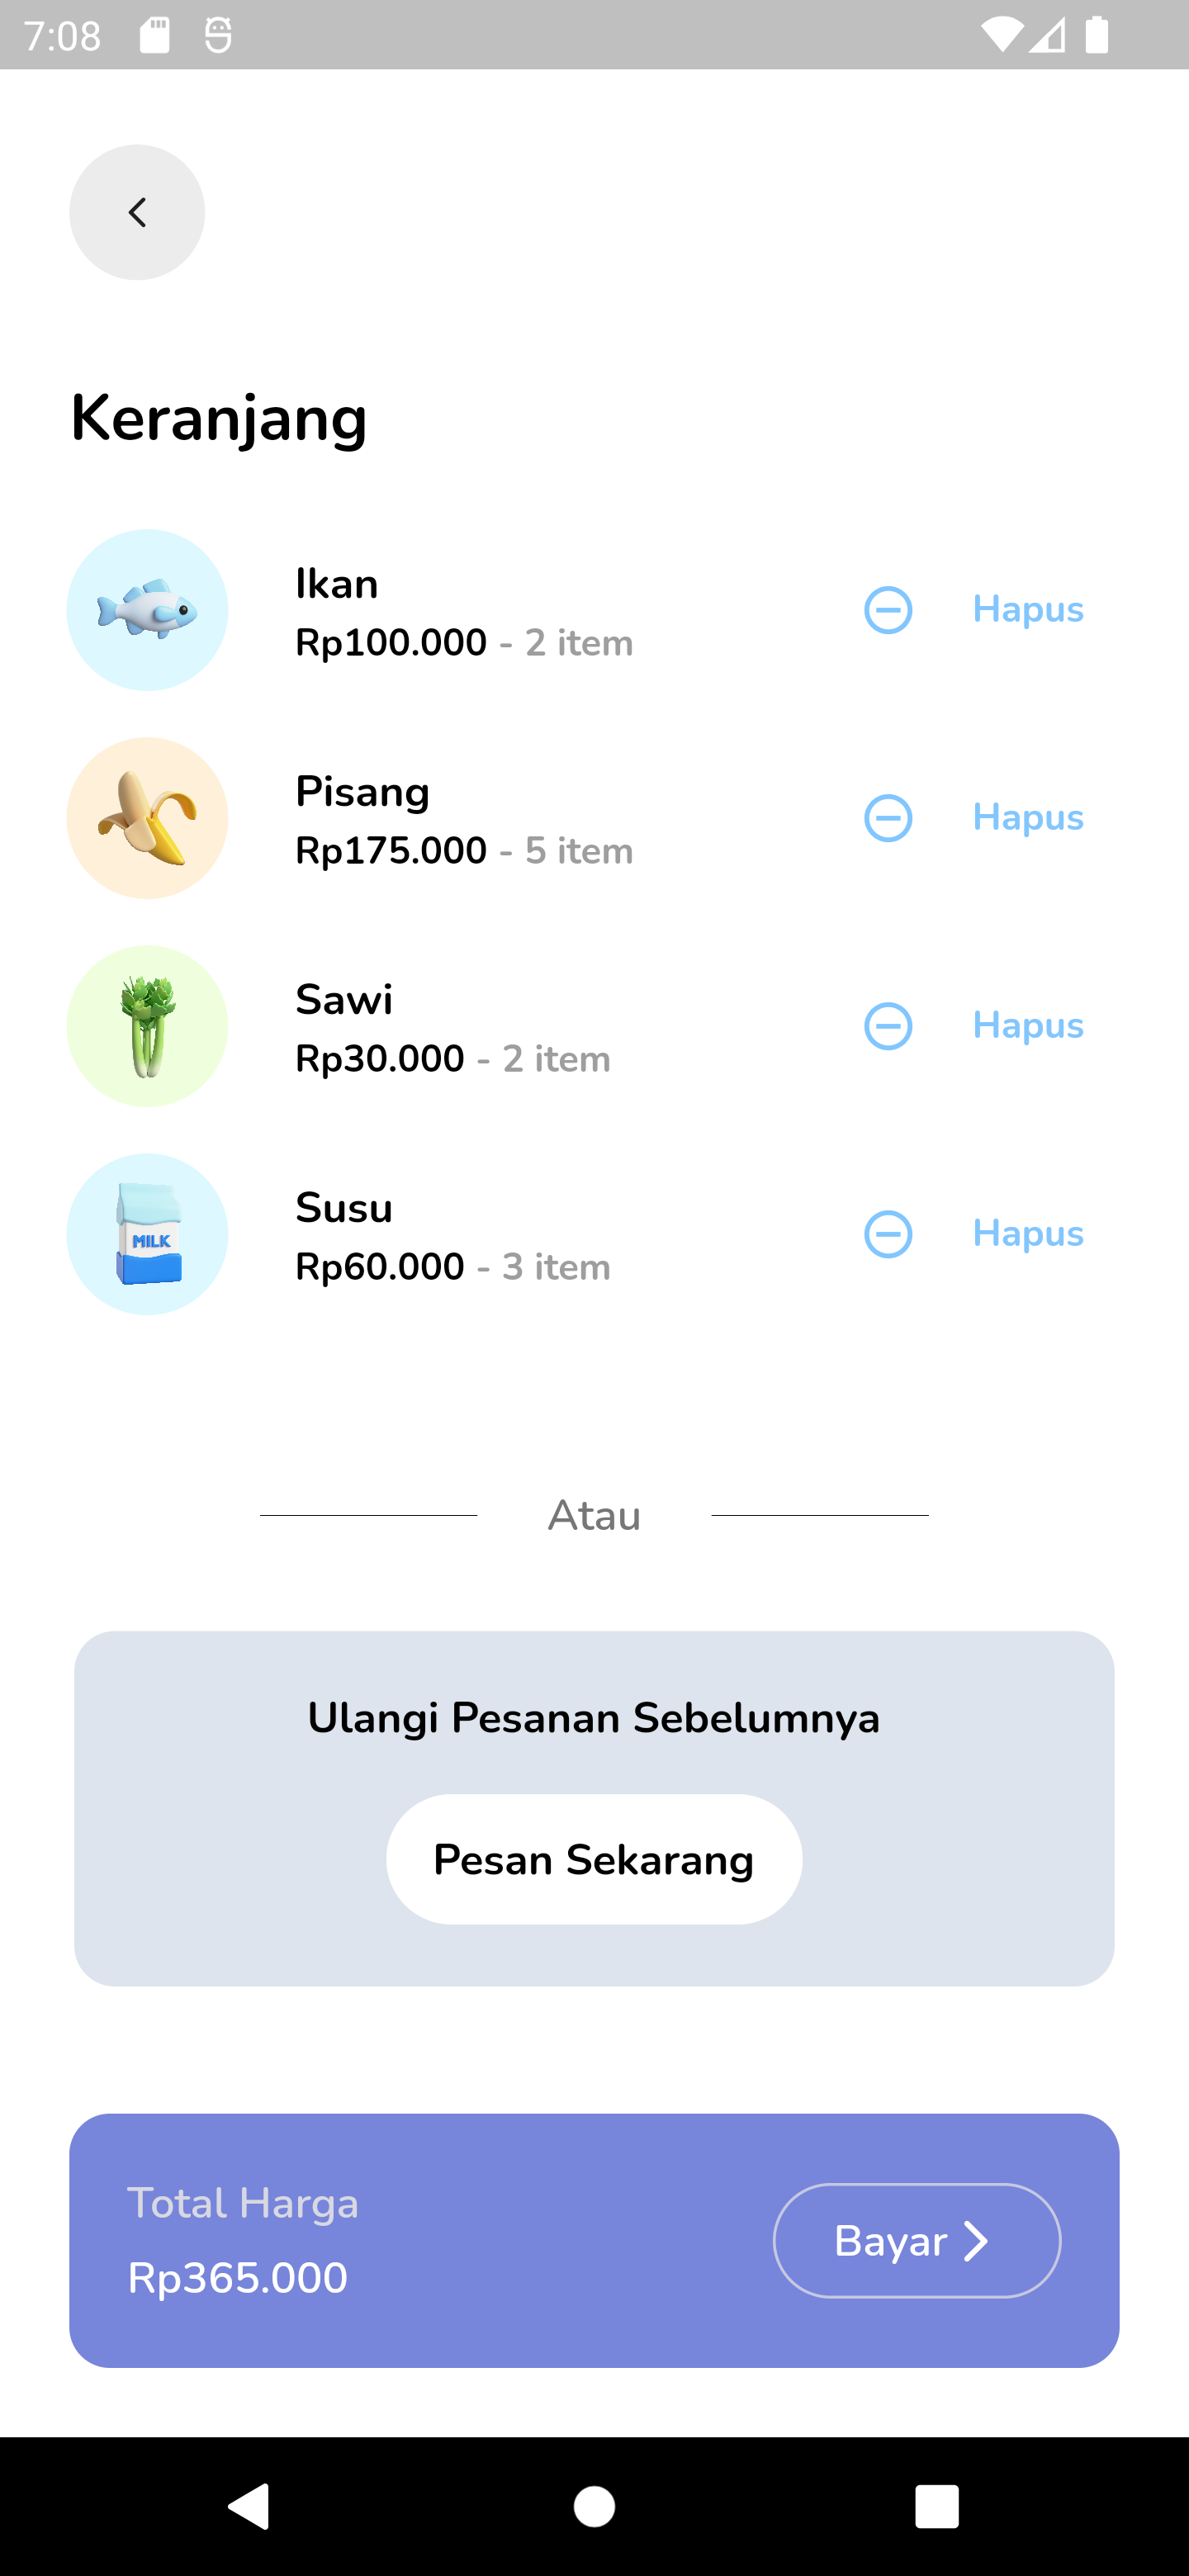 7:08
Keranjang
Ikan
Rp100.000 - 2 item
Hapus
Pisang
Rp175.000 - 5 item
Hapus
Sawi
Rp30.000 - 2 item
Hapus
MILK
Susu
Rp60.000 - 3 item
Hapus
Atau
Ulangi Pesanan Sebelumnya
Pesan Sekarang
Total Harga
Rp365.000
Bayar